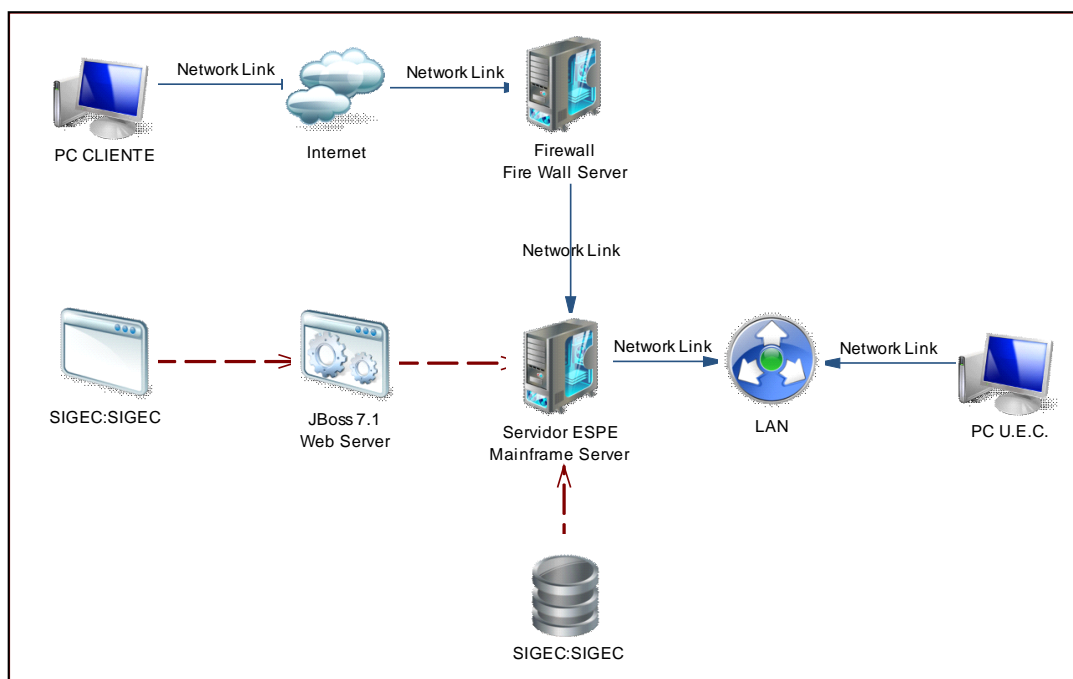 Network Link
Network Link
PC CLIENTE
Internet
Firewall
Fire Wall Server
Network Link
SIGEC:SIGEC
JBoss 7.1
Web Server
Servidor ESPE
Mainframe Server
Network Link
LAN
Network Link
PC U.E.C.
SIGEC:SIGEC